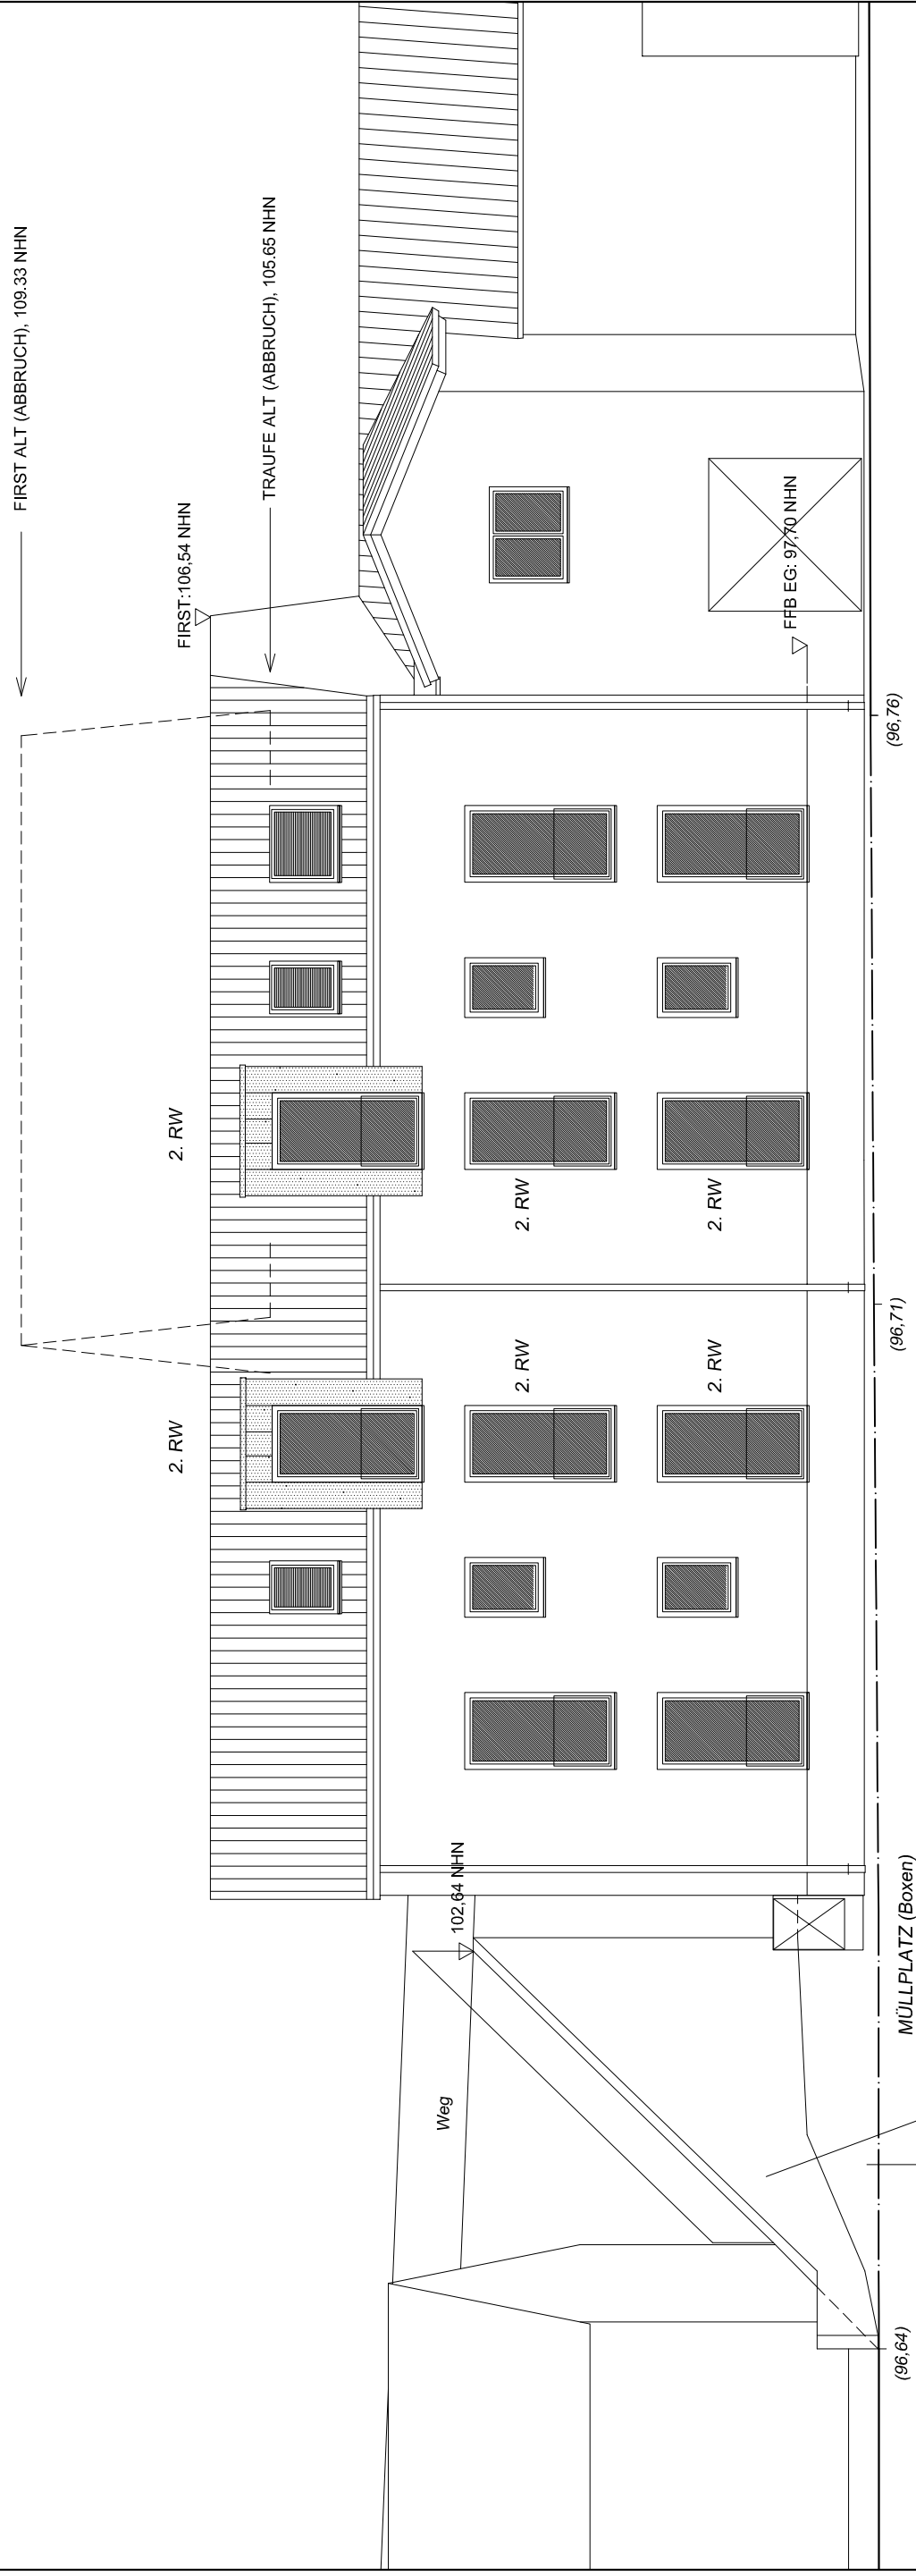 FIRST ALT (ABBRUCH), 109.33 NHN
FIRST:106,54 NHN
TRAUFE ALT (ABBRUCH), 105.65 NHN
2. RW
2. RW
102,64 NHN
Weg
2. RW
2. RW
2. RW
2. RW
FFB EG: 97,70 NHN
(96,64)
MÜLLPLATZ (Boxen)
(96,71)
(96,76)